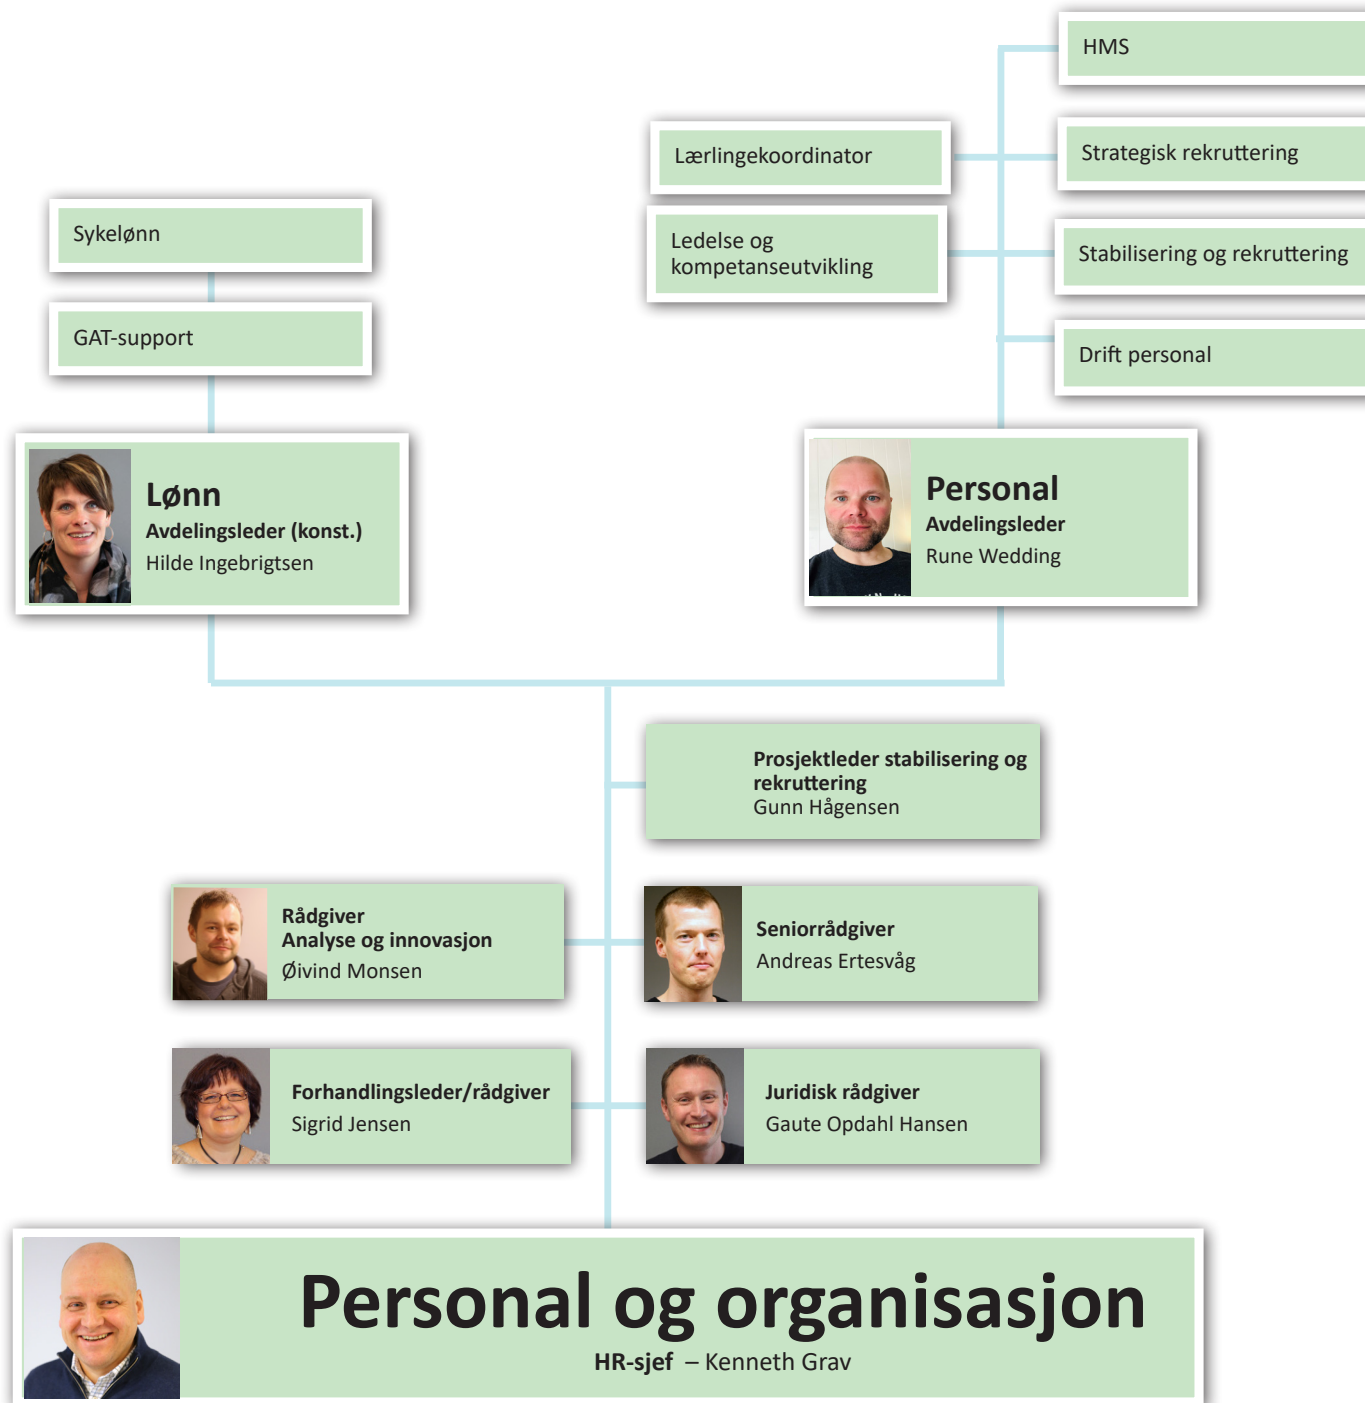 HMS
Lærlingekoordinator
Strategisk rekruttering
Sykelønn
Ledelse og
kompetanseutvikling
Stabilisering og rekruttering
GAT-support
Drift personal
Lønn
Avdelingsleder (konst.)
Hilde Ingebrigtsen
Personal
Avdelingsleder
Rune Wedding
Prosjektleder stabilisering og
rekruttering
Gunn Hågensen
Rådgiver
Analyse og innovasjon
Øivind Monsen
Seniorrådgiver
Andreas Ertesvåg
Forhandlingsleder/rådgiver
Sigrid Jensen
Juridisk rådgiver
Gaute Opdahl Hansen
Personal og organisasjon
HR-sjef – Kenneth Grav